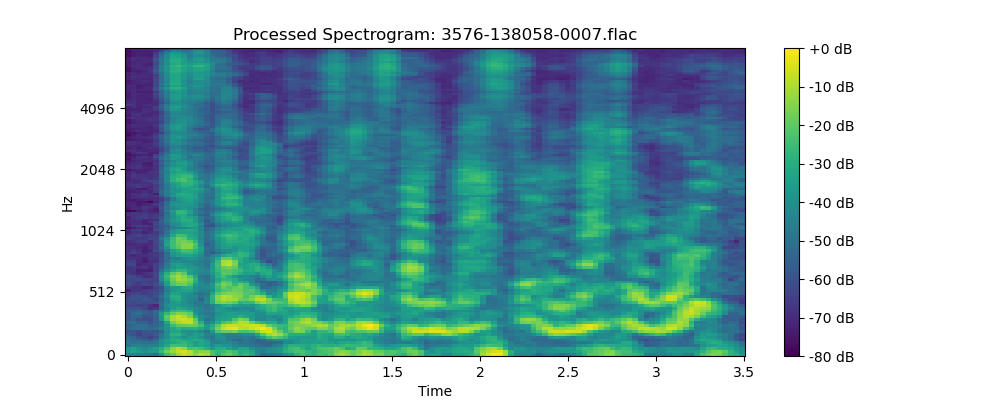 Processed Spectrogram: 3576-138058-0007.flac
+0 dB
-10 dB
4096
-20 dB
2048
-30 dB
Hz
-40 dB
1024
-50 dB
512
-60 dB
-70 dB
0
-80 dB
0 0.5 1 1.5 2 2.5 3 3.5
Time